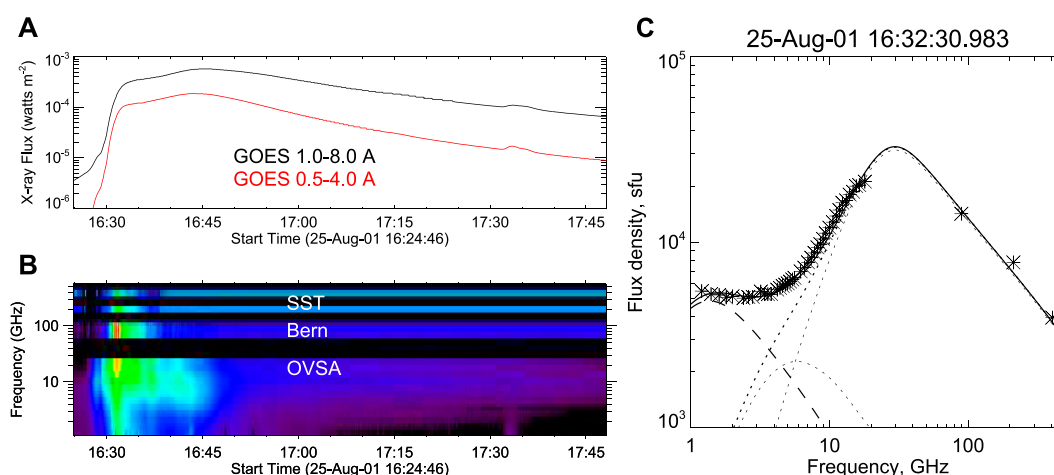 A
X-ray Flux (watts m⁻²)
10⁻³
10⁻⁴
10⁻⁵
10⁻⁶
GOES 1.0-8.0 A
GOES 0.5-4.0 A
16:30 16:45 17:00 17:15 17:30 17:45
Start Time (25-Aug-01 16:24:46)
B
Frequency (GHz)
100
10
SST
Bern
OVSA
16:30 16:45 17:00 17:15 17:30 17:45
Start Time (25-Aug-01 16:24:46)
C
25-Aug-01 16:32:30.983
Flux density, sfu
10⁵
10⁴
10³
1 10 100
Frequency, GHz